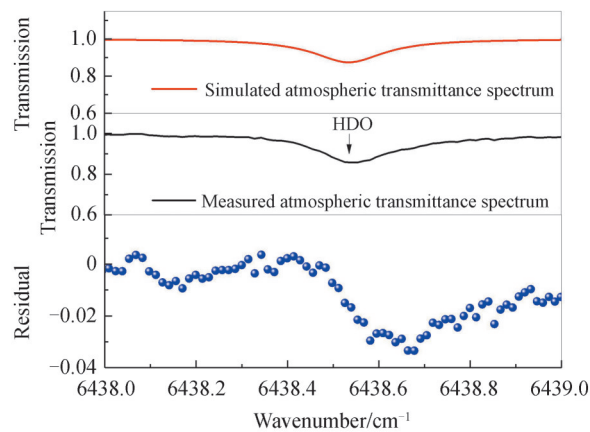 Transmission
1.0
0.8
0.6
Simulated atmospheric transmittance spectrum
Transmission
1.0
0.8
0.6
HDO
Measured atmospheric transmittance spectrum
Residual
0
−0.02
−0.04
6438.0 6438.2 6438.4 6438.6 6438.8 6439.0
Wavenumber/cm⁻¹